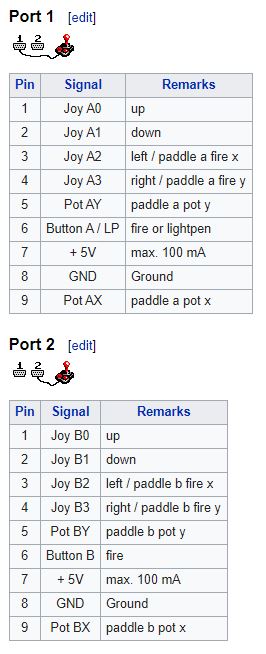 Port 1 [edit]
1 2
Pin Signal Remarks
1 Joy A0 up
2 Joy A1 down
3 Joy A2 left / paddle a fire x
4 Joy A3 right / paddle a fire y
5 Pot AY paddle a pot y
6 Button A / LP fire or lightpen
7 + 5V max. 100 mA
8 GND Ground
9 Pot AX paddle a pot x
Port 2 [edit]
1 2
Pin Signal Remarks
1 Joy B0 up
2 Joy B1 down
3 Joy B2 left / paddle b fire x
4 Joy B3 right / paddle b fire y
5 Pot BY paddle b pot y
6 Button B fire
7 + 5V max. 100 mA
8 GND Ground
9 Pot BX paddle b pot x